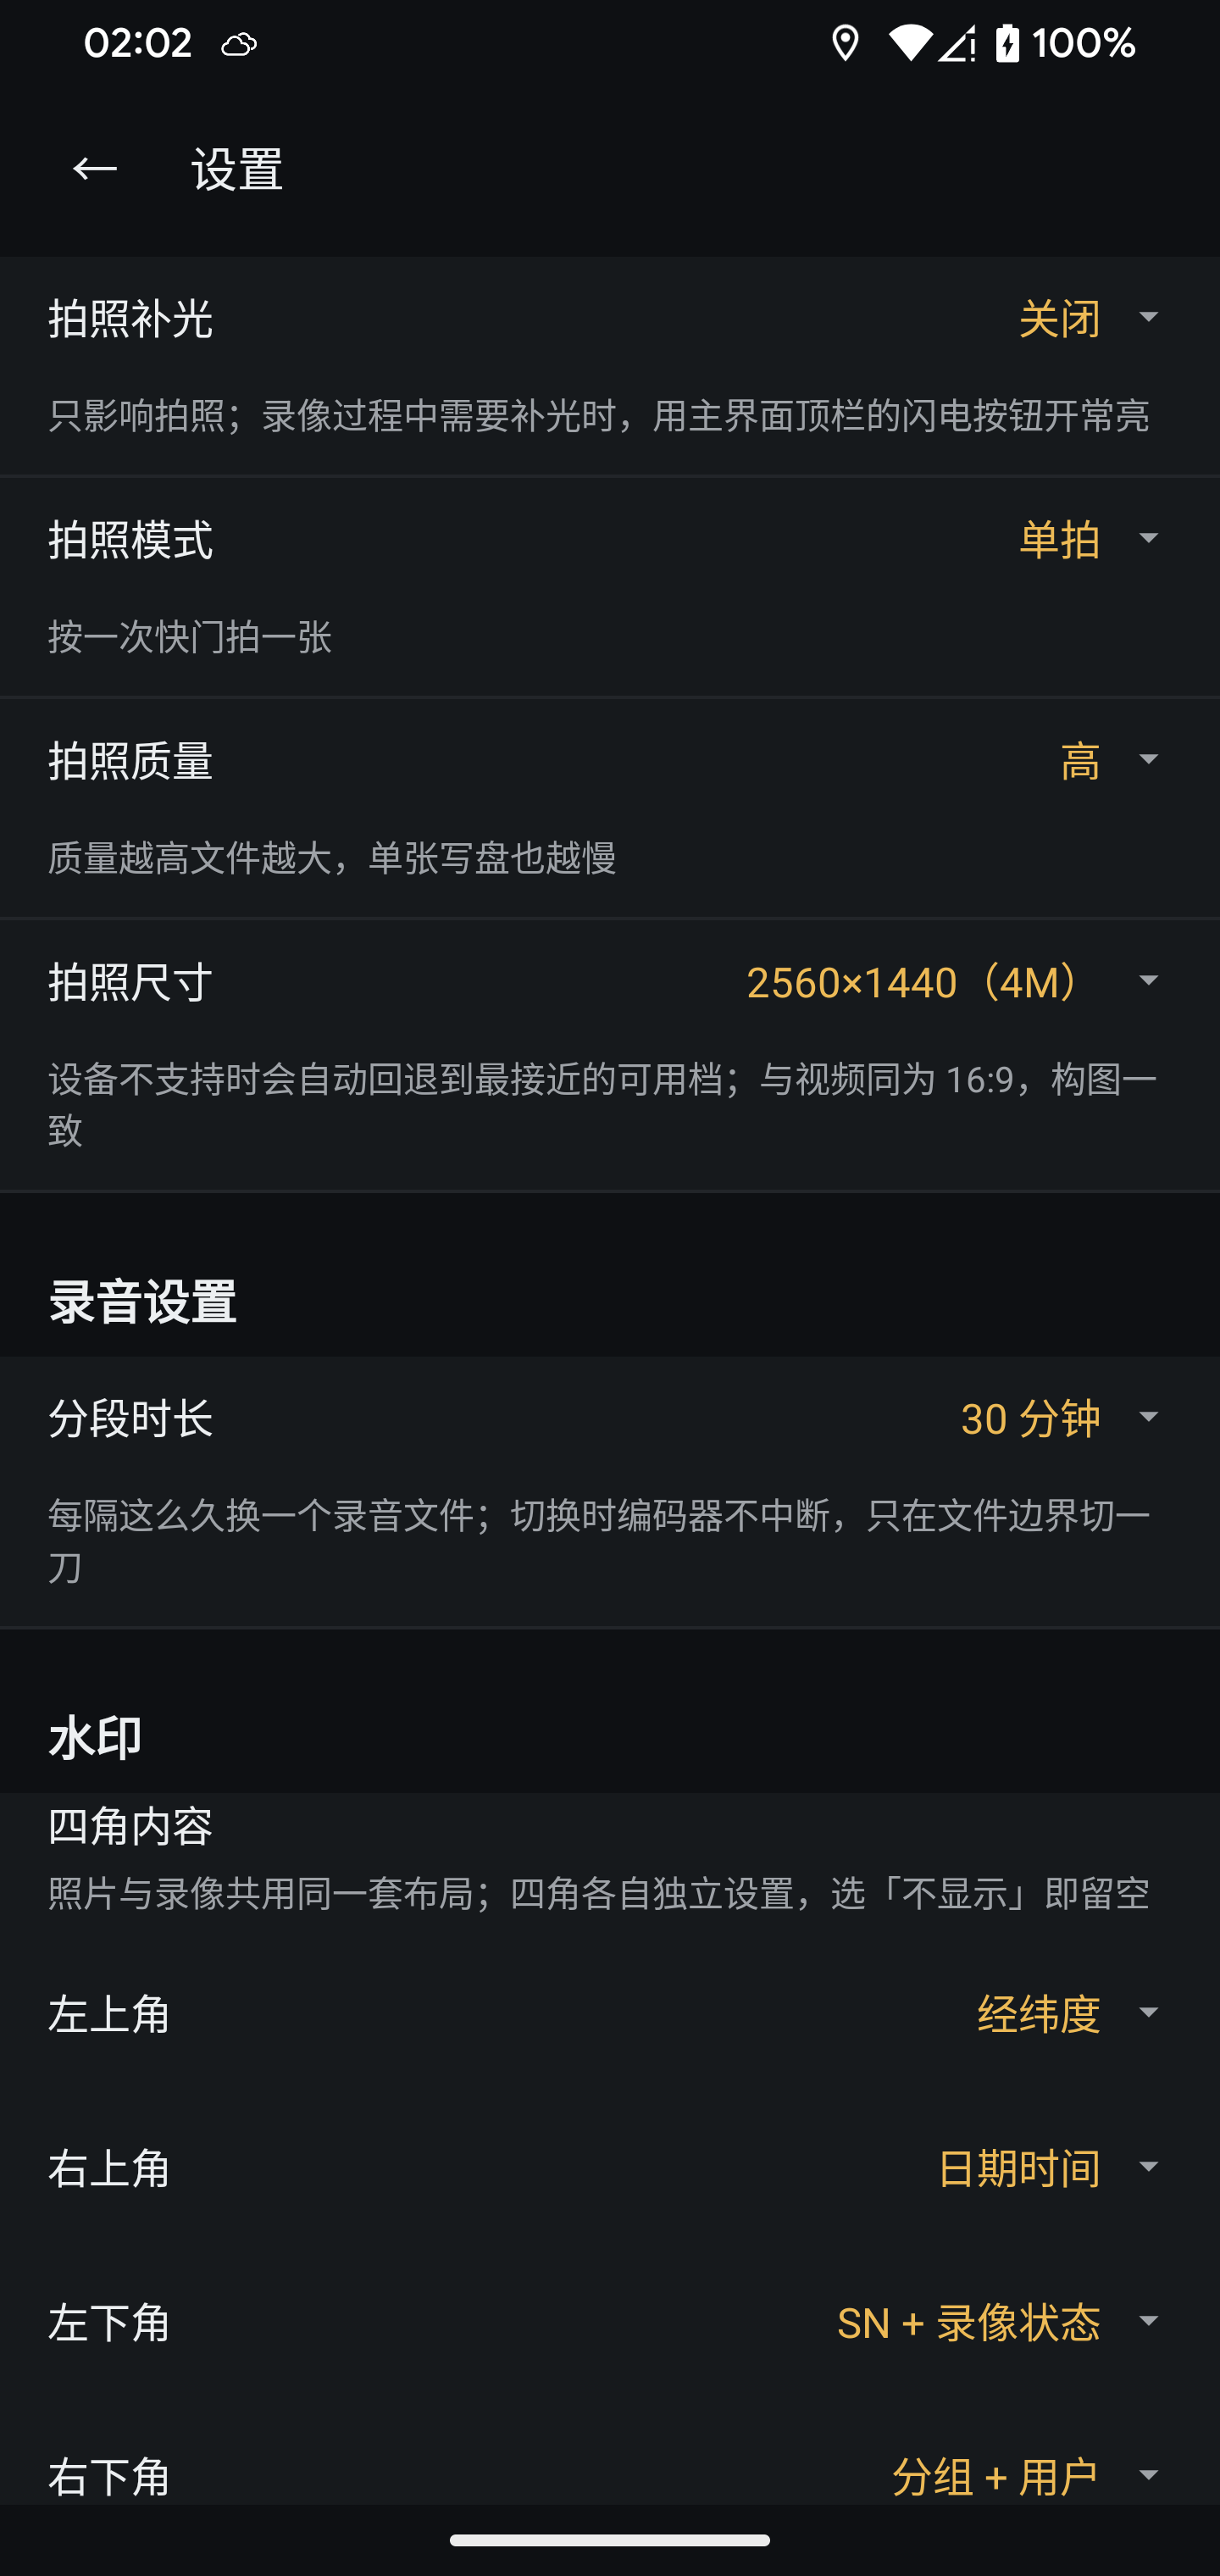 02:02
100%
设置
拍照补光 关闭
只影响拍照；录像过程中需要补光时，用主界面顶栏的闪电按钮开常亮
拍照模式 单拍
按一次快门拍一张
拍照质量 高
质量越高文件越大，单张写盘也越慢
拍照尺寸 2560×1440（4M）
设备不支持时会自动回退到最接近的可用档；与视频同为 16:9，构图一
致
录音设置
分段时长 30 分钟
每隔这么久换一个录音文件；切换时编码器不中断，只在文件边界切一
刀
水印
四角内容
照片与录像共用同一套布局；四角各自独立设置，选「不显示」即留空
左上角 经纬度
右上角 日期时间
左下角 SN + 录像状态
右下角 分组 + 用户